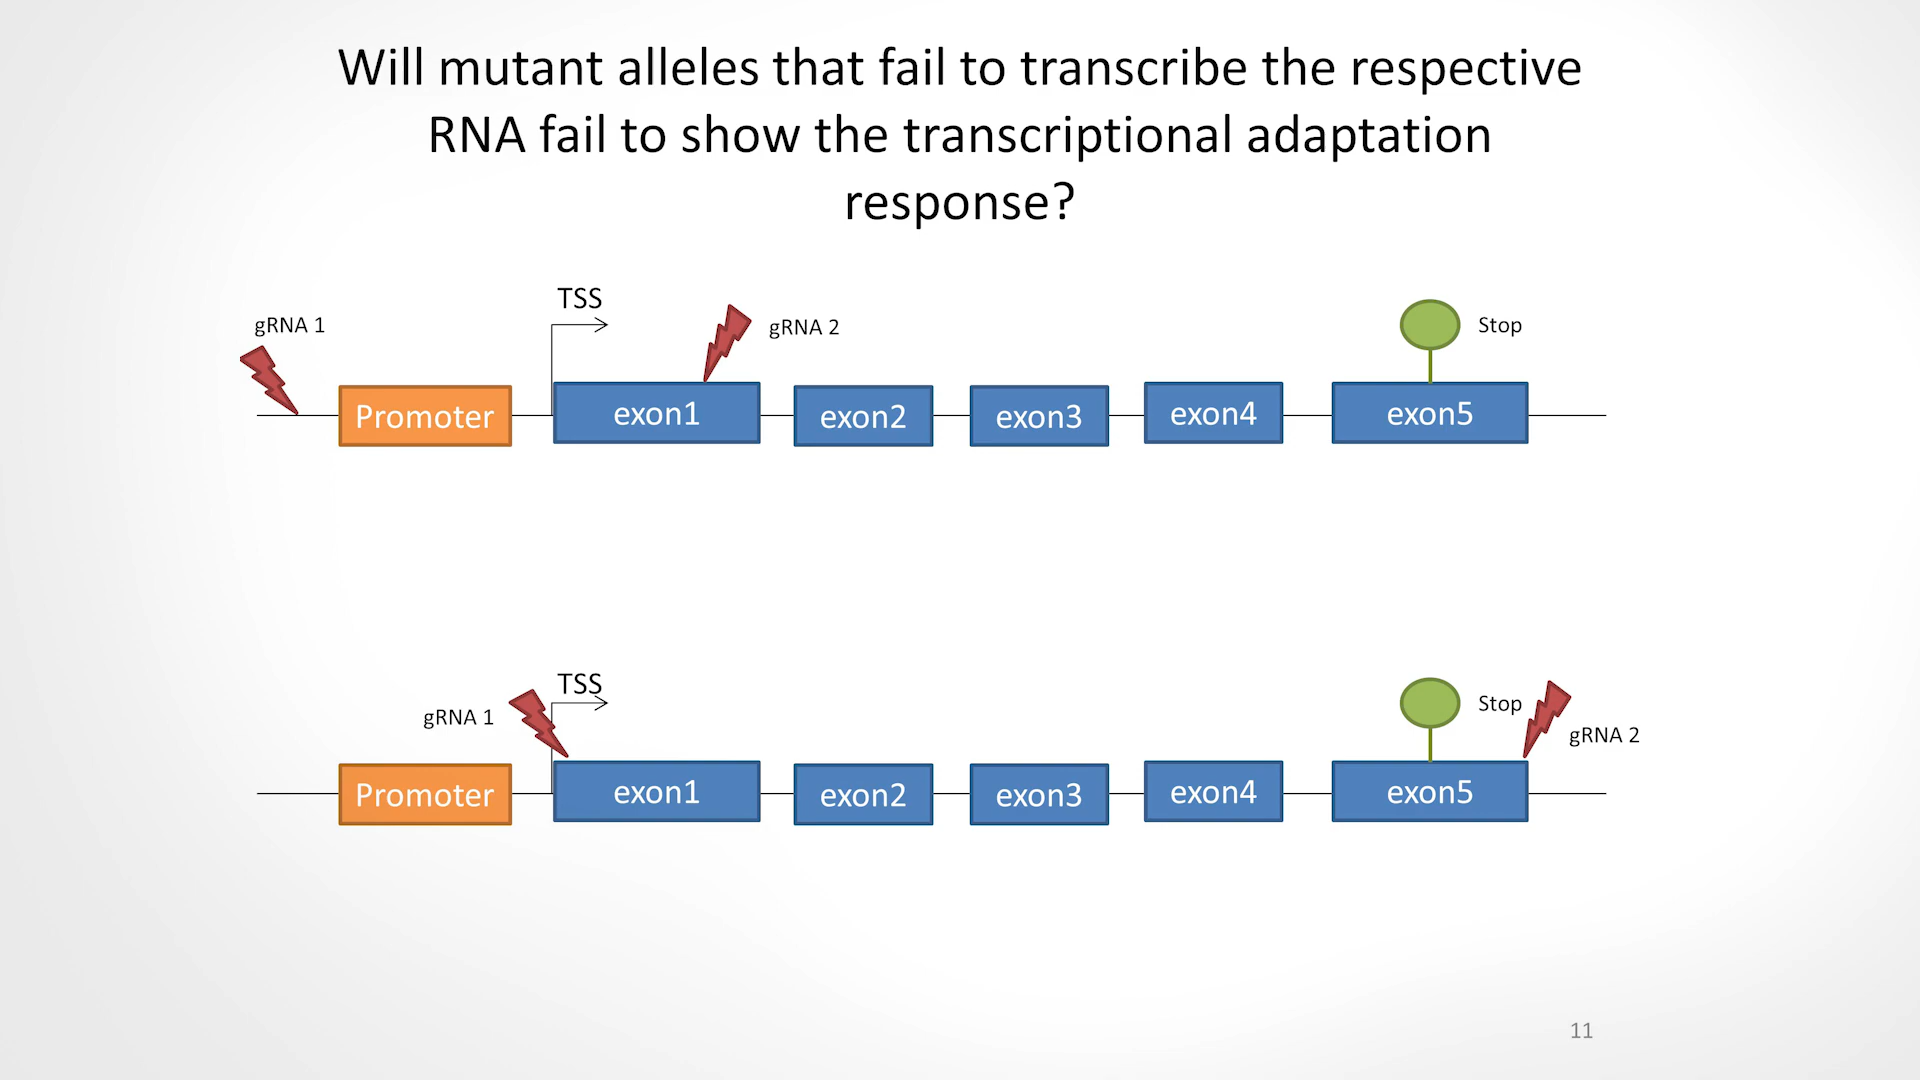 Will mutant alleles that fail to transcribe the respective
RNA fail to show the transcriptional adaptation
response?
TSS
gRNA 1
gRNA 2
Stop
Promoter
exon1
exon2
exon3
exon4
exon5
TSS
gRNA 1
Stop
gRNA 2
Promoter
exon1
exon2
exon3
exon4
exon5
11